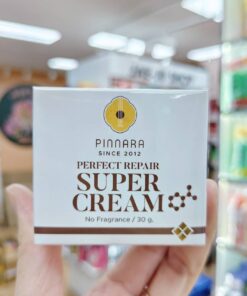 PINNARA
SINCE 2012
PERFECT REPAIR
SUPER
CREAM
No Fragrance / 30 g.